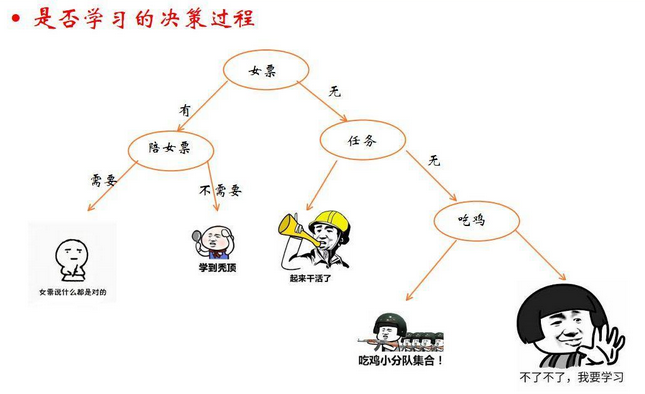 • 是否学习的决策过程
女票
有
无
陪女票
任务
需要
不需要
无
吃鸡
女票说什么都是对的
学到秃顶
起来干活了
吃鸡小分队集合！
不了不了，我要学习